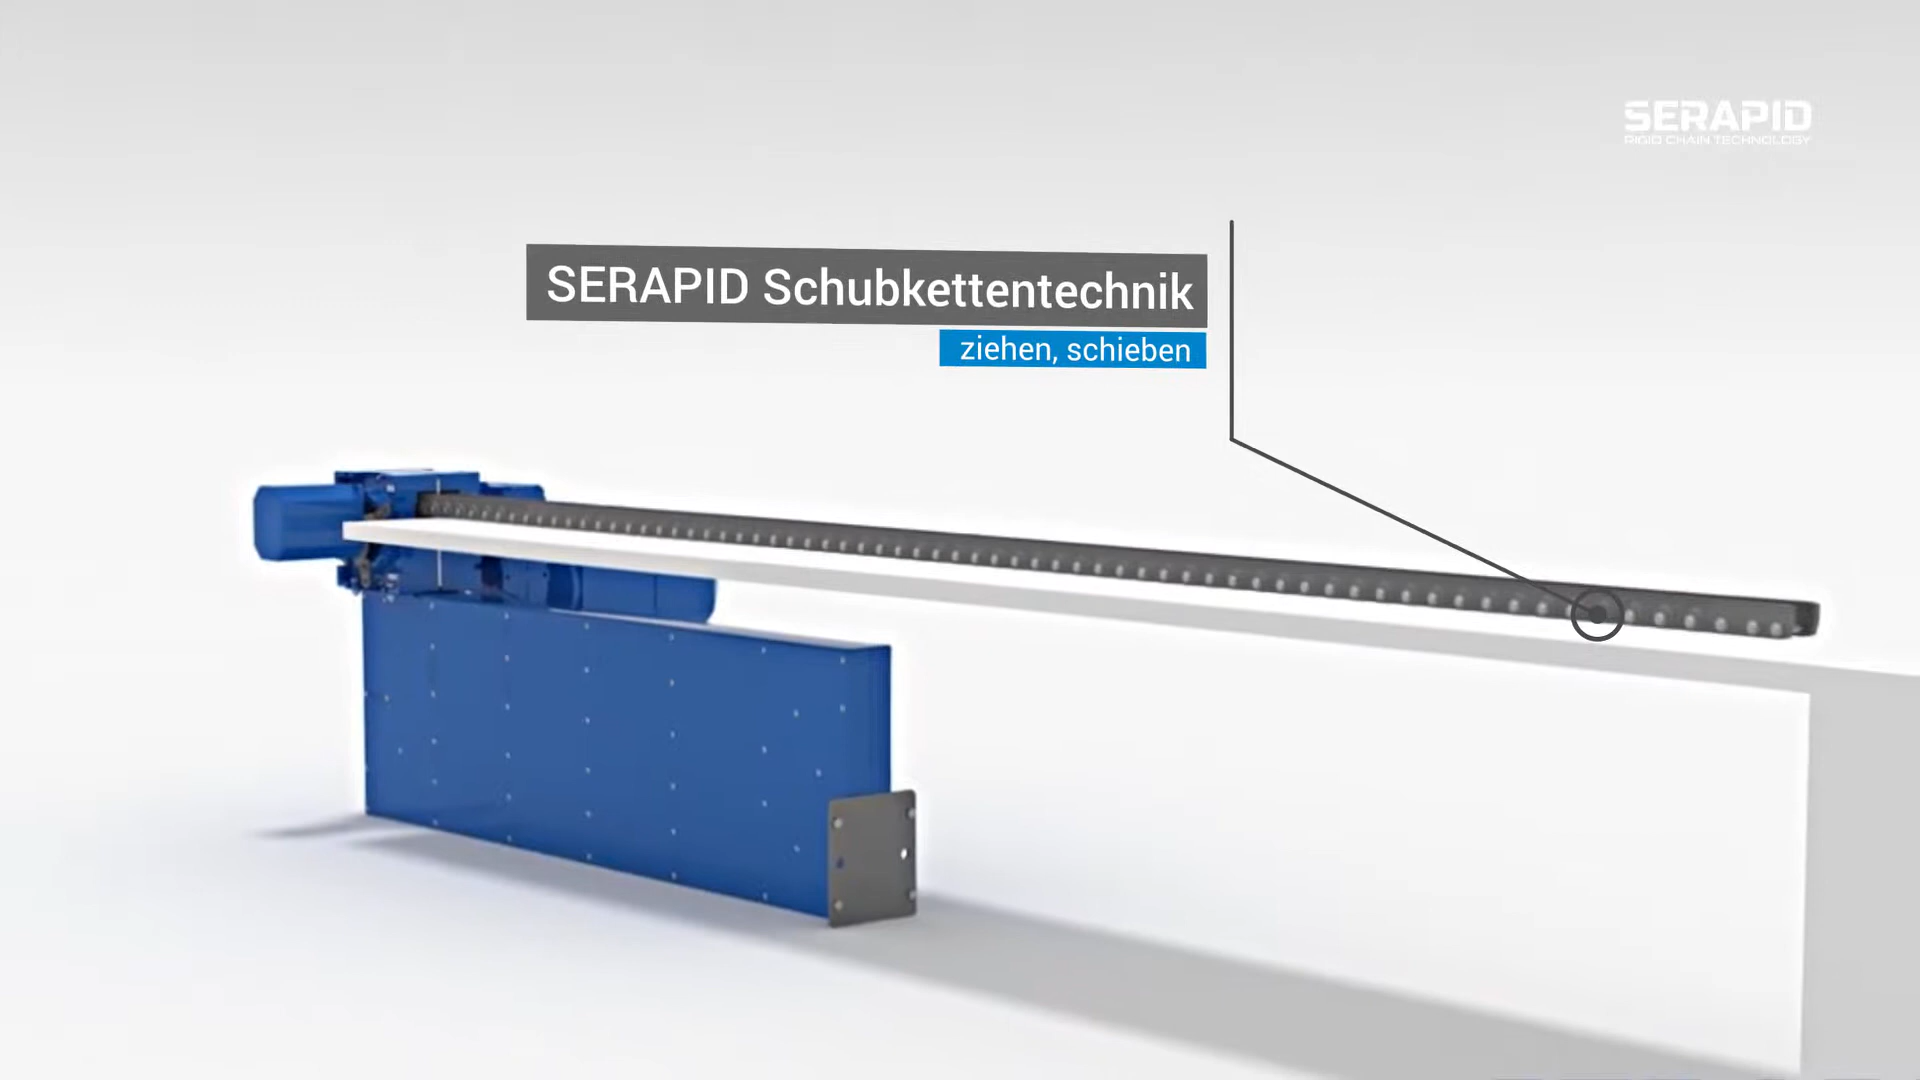 SERAPID
RIGID CHAIN TECHNOLOGY
SERAPID Schubkettentechnik
ziehen, schieben